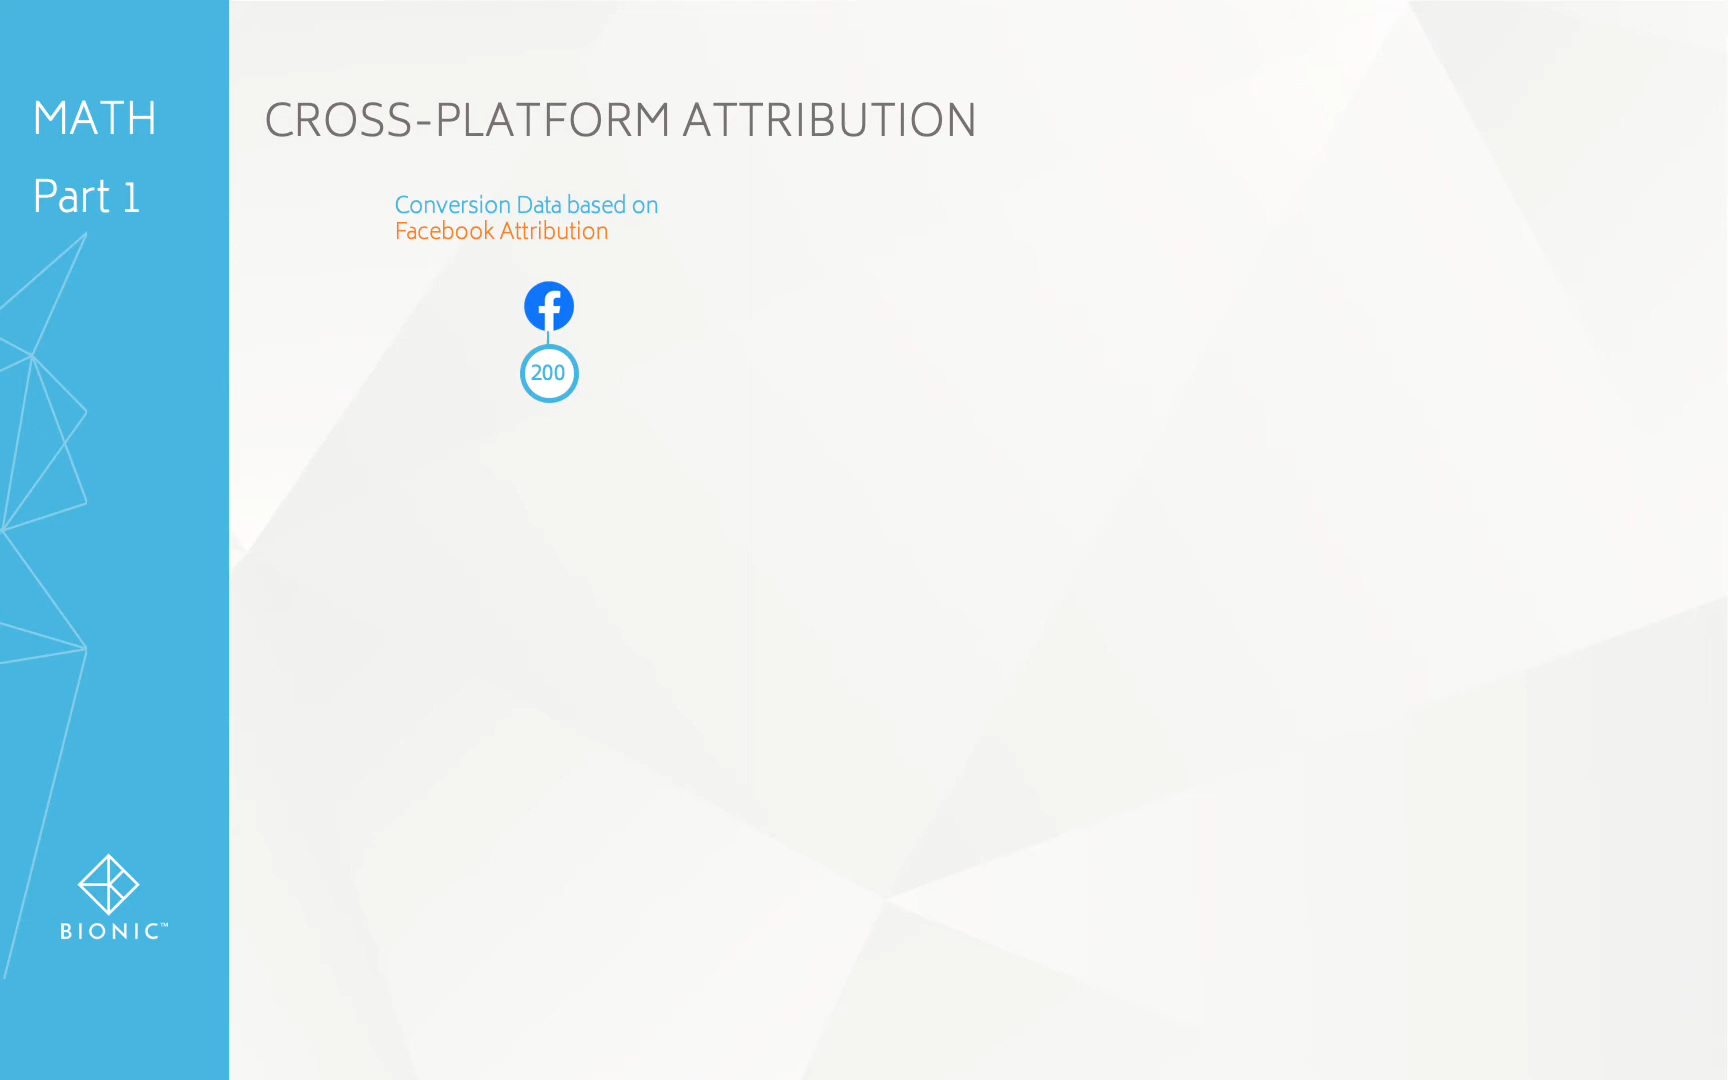 MATH
Part 1
CROSS-PLATFORM ATTRIBUTION
Conversion Data based on
Facebook Attribution
200
BIONIC™